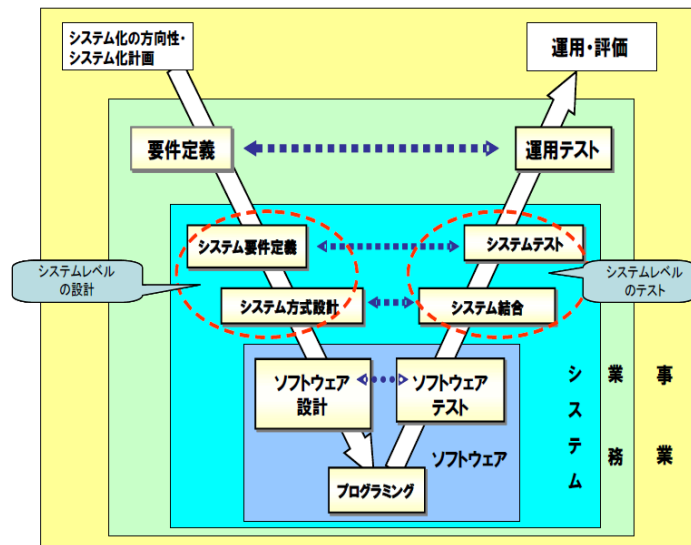 システム化の方向性・
システム化計画
運用・評価
要件定義
運用テスト
システム要件定義
システムテスト
システムレベル
の設計
システムレベル
のテスト
システム方式設計
システム結合
ソフトウェア
設計
ソフトウェア
テスト
ソフトウェア
プログラミング
システム
業務
事業